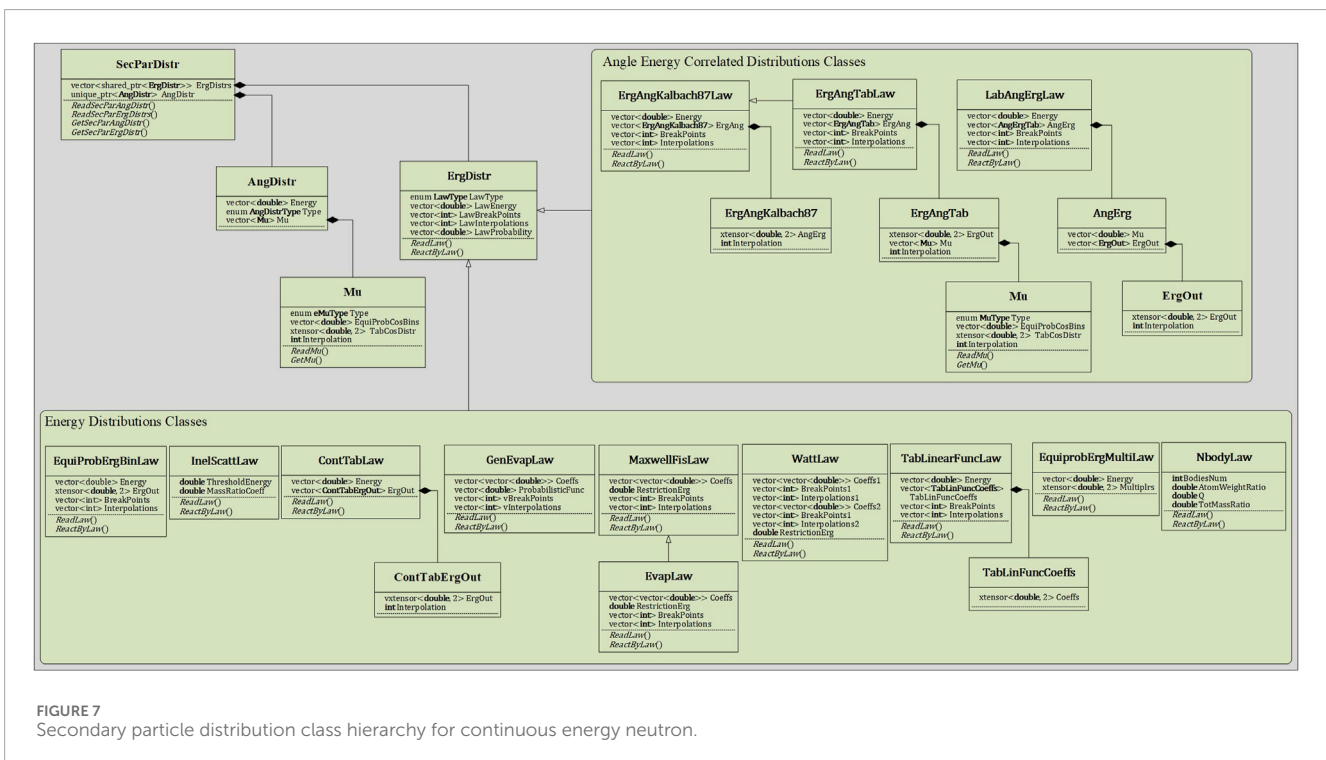 SecParDistr
vector<shared_ptr<ErgDistr>> ErgDistrs
unique_ptr<AngDistr> AngDistr
ReadSecParAngDistr()
ReadSecParErgDistrs()
GetSecParAngDistr()
GetSecParErgDistr()
AngDistr
vector<double> Energy
enum AngDistrType Type
vector<Mu> Mu
Mu
enum eMuType Type
vector<double> EquiProbCosBins
xtensor<double, 2> TabCosDistr
int Interpolation
ReadMu()
GetMu()
ErgDistr
enum LawType LawType
vector<double> LawEnergy
vector<int> LawBreakPoints
vector<int> LawInterpolations
vector<double> LawProbability
ReadLaw()
ReactByLaw()
Angle Energy Correlated Distributions Classes
ErgAngKalbach87Law
vector<double> Energy
vector<ErgAngKalbach87> ErgAng
vector<int> BreakPoints
vector<int> Interpolations
ReadLaw()
ReactByLaw()
ErgAngTabLaw
vector<double> Energy
vector<ErgAngTab> ErgAng
vector<int> BreakPoints
vector<int> Interpolations
ReadLaw()
ReactByLaw()
LabAngErgLaw
vector<double> Energy
vector<AngErgTab> AngErg
vector<int> BreakPoints
vector<int> Interpolations
ReadLaw()
ReactByLaw()
ErgAngKalbach87
xtensor<double, 2> AngErg
int Interpolation
ErgAngTab
xtensor<double, 2> ErgOut
vector<Mu> Mu
int Interpolation
AngErg
vector<double> Mu
vector<ErgOut> ErgOut
Mu
enum MuType Type
vector<double> EquiProbCosBins
xtensor<double, 2> TabCosDistr
int Interpolation
ReadMu()
GetMu()
ErgOut
xtensor<double, 2> ErgOut
int Interpolation
Energy Distributions Classes
EquiProbErgBinLaw
vector<double> Energy
xtensor<double, 2> ErgOut
vector<int> BreakPoints
vector<int> Interpolations
ReadLaw()
ReactByLaw()
InelScattLaw
double ThresholdEnergy
double MassRatioCoeff
ReadLaw()
ReactByLaw()
ContTabLaw
vector<double> Energy
vector<ContTabErgOut> ErgOut
ReadLaw()
ReactByLaw()
ContTabErgOut
vxtensor<double, 2> ErgOut
int Interpolation
GenEvapLaw
vector<vector<double>> Coeffs
vector<double> ProbabilisticFunc
vector<int> vBreakPoints
vector<int> vInterpolations
ReadLaw()
ReactByLaw()
MaxwellFisLaw
vector<vector<double>> Coeffs
double RestrictionErg
vector<int> BreakPoints
vector<int> Interpolations
ReadLaw()
ReactByLaw()
EvapLaw
vector<vector<double>> Coeffs
double RestrictionErg
vector<int> BreakPoints
vector<int> Interpolations
ReadLaw()
ReactByLaw()
WattLaw
vector<vector<double>> Coeffs1
vector<int> BreakPoints1
vector<int> Interpolations1
vector<vector<double>> Coeffs2
vector<int> BreakPoints1
vector<int> Interpolations2
double RestrictionErg
ReadLaw()
ReactByLaw()
TabLinearFuncLaw
vector<double> Energy
vector<TabLinFuncCoeffs>
TabLinFuncCoeffs
vector<int> BreakPoints
vector<int> Interpolations
ReadLaw()
ReactByLaw()
TabLinFuncCoeffs
xtensor<double, 2> Coeffs
EquiprobErgMultiLaw
vector<double> Energy
xtensor<double, 2> Multiplrs
ReadLaw()
ReactByLaw()
NbodyLaw
int BodiesNum
double AtomWeightRatio
double Q
double TotMassRatio
ReadLaw()
ReactByLaw()
FIGURE 7
Secondary particle distribution class hierarchy for continuous energy neutron.